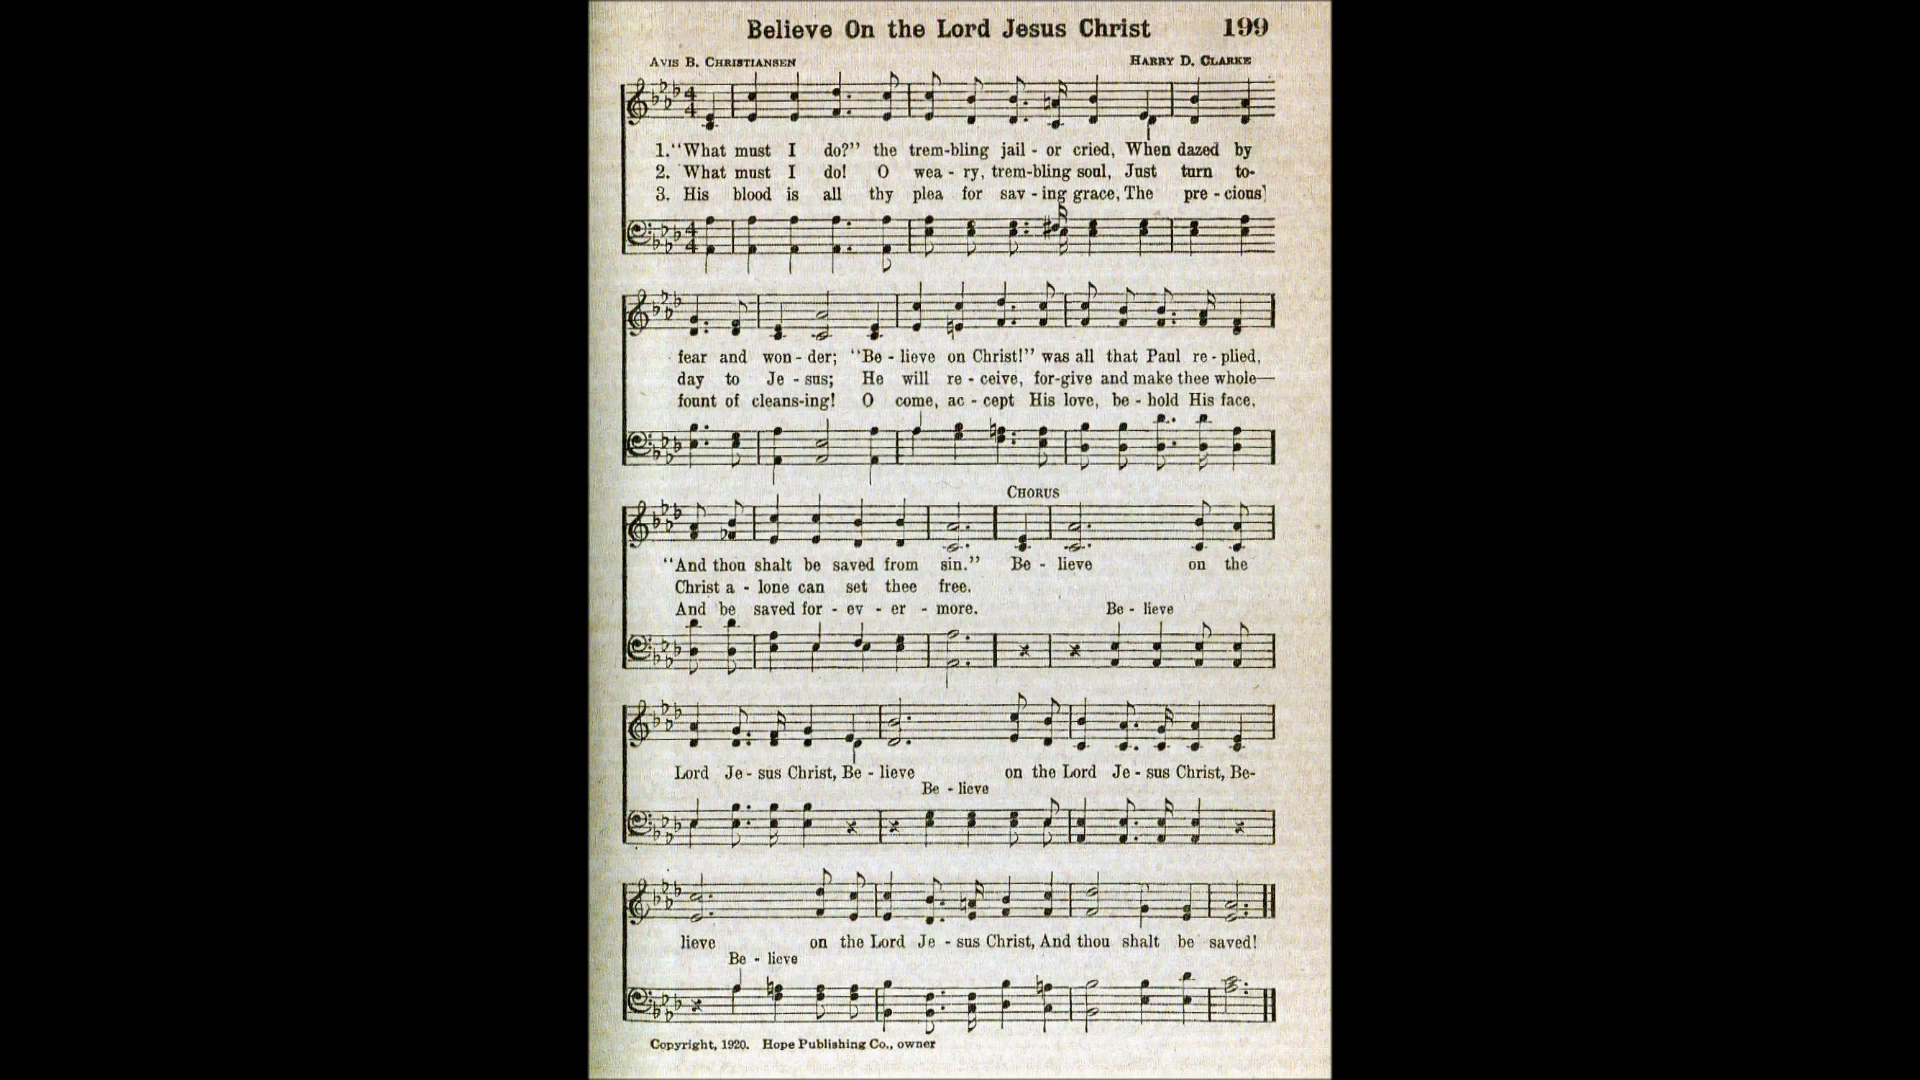 Believe On the Lord Jesus Christ 199
AVIS B. CHRISTIANSEN HARRY D. CLARKE
1. "What must I do?" the trem-bling jail - or cried, When dazed by
2. What must I do! O wea - ry, trem-bling soul, Just turn to-
3. His blood is all thy plea for sav - ing grace, The pre - cious
fear and won - der; "Be - lieve on Christ!" was all that Paul re - plied,
day to Je - sus; He will re - ceive, for-give and make thee whole—
fount of cleans-ing! O come, ac - cept His love, be - hold His face,
CHORUS
"And thou shalt be saved from sin." Be - lieve on the
Christ a - lone can set thee free.
And be saved for - ev - er - more. Be - lieve
Lord Je - sus Christ, Be - lieve on the Lord Je - sus Christ, Be-
Be - lieve
lieve on the Lord Je - sus Christ, And thou shalt be saved!
Be - lieve
Copyright, 1920. Hope Publishing Co., owner